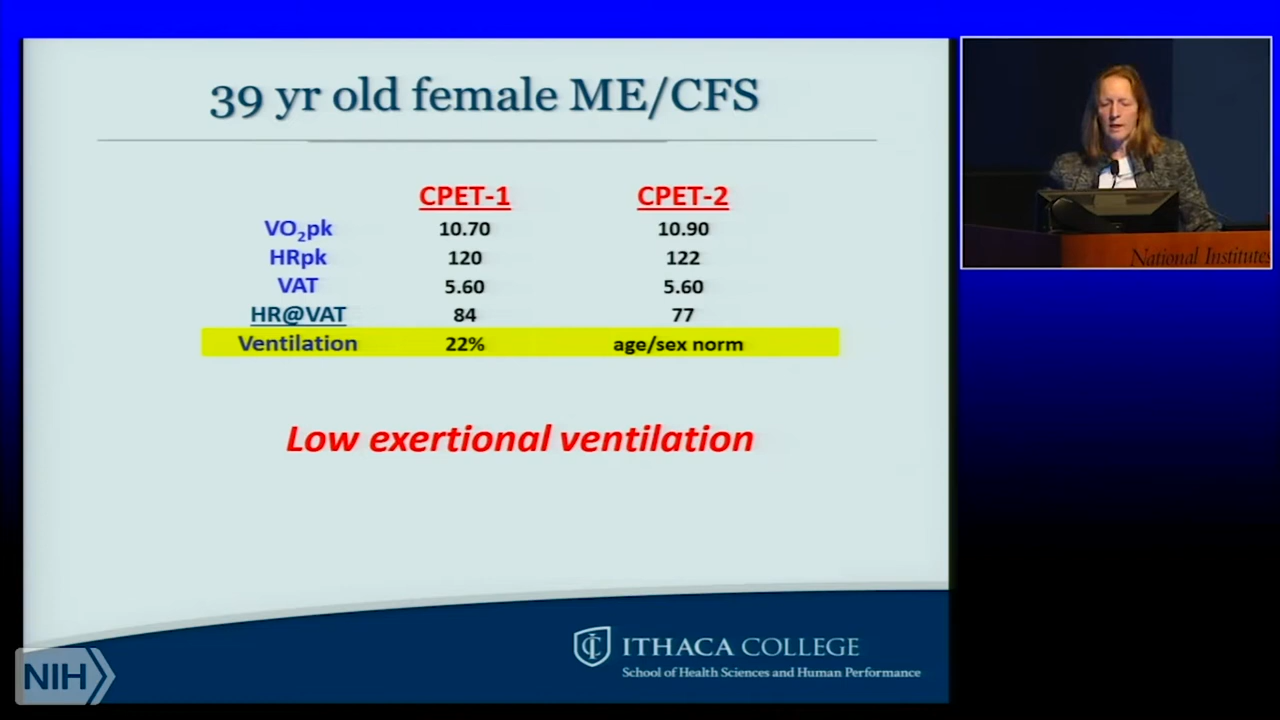 39 yr old female ME/CFS
CPET-1 CPET-2
VO2pk 10.70 10.90
HRpk 120 122
VAT 5.60 5.60
HR@VAT 84 77
Ventilation 22% age/sex norm
Low exertional ventilation
ITHACA COLLEGE
School of Health Sciences and Human Performance
NIH
National Institutes